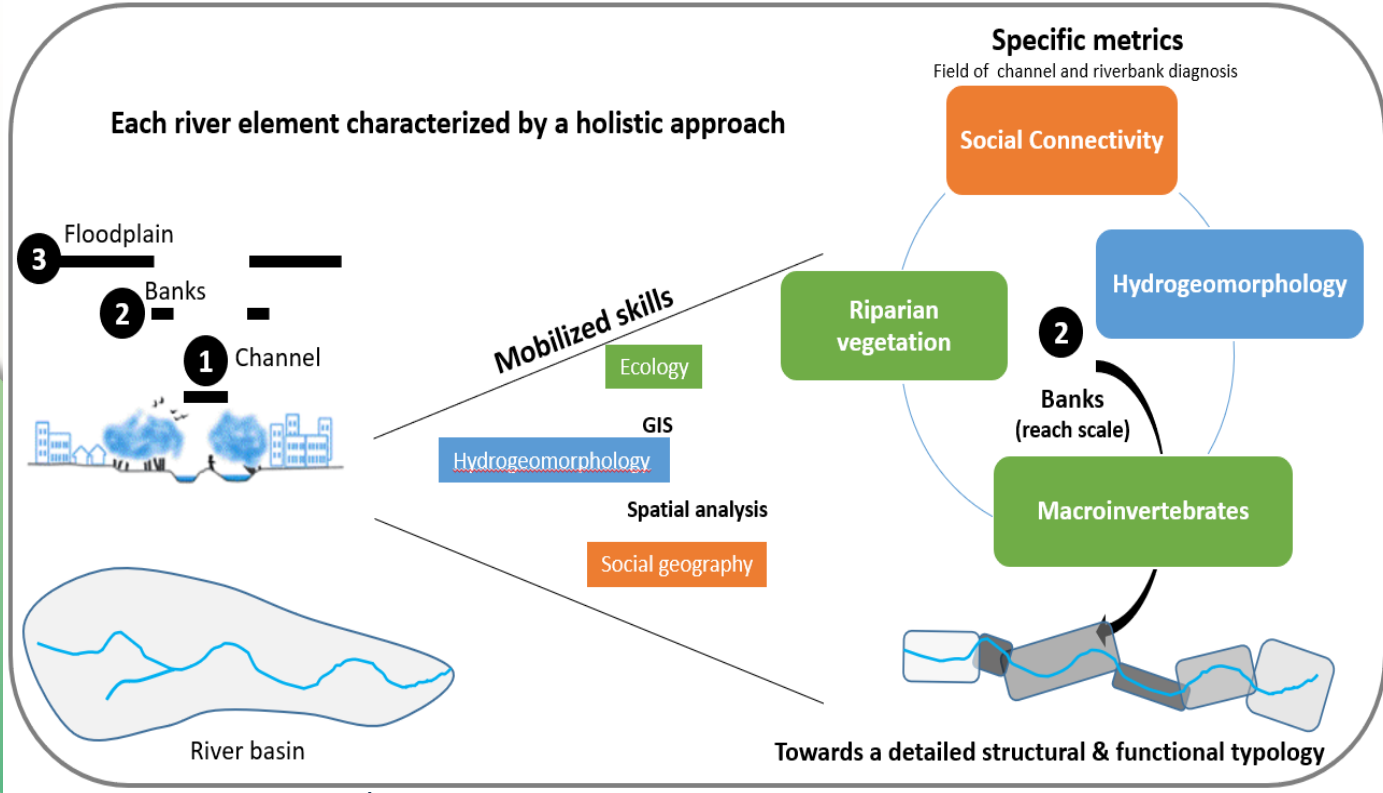 Specific metrics
Field of channel and riverbank diagnosis
Each river element characterized by a holistic approach
Social Connectivity
3
Floodplain
2
Banks
1
Channel
Mobilized skills
Ecology
GIS
Hydrogeomorphology
Spatial analysis
Social geography
Hydrogeomorphology
Riparian
vegetation
2
Banks
(reach scale)
Macroinvertebrates
River basin
Towards a detailed structural & functional typology